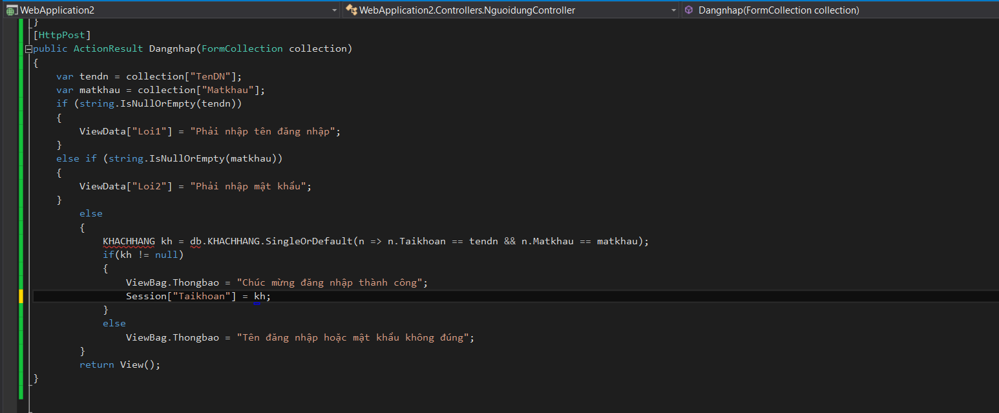 WebApplication2 WebApplication2.Controllers.NguoidungController Dangnhap(FormCollection collection)
}
[HttpPost]
public ActionResult Dangnhap(FormCollection collection)
{
var tendn = collection["TenDN"];
var matkhau = collection["Matkhau"];
if (string.IsNullOrEmpty(tendn))
{
ViewData["Loi1"] = "Phải nhập tên đăng nhập";
}
else if (string.IsNullOrEmpty(matkhau))
{
ViewData["Loi2"] = "Phải nhập mật khẩu";
}
else
{
KHACHHANG kh = db.KHACHHANG.SingleOrDefault(n => n.Taikhoan == tendn && n.Matkhau == matkhau);
if(kh != null)
{
ViewBag.Thongbao = "Chúc mừng đăng nhập thành công";
Session["Taikhoan"] = kh;
}
else
ViewBag.Thongbao = "Tên đăng nhập hoặc mật khẩu không đúng";
}
return View();
}